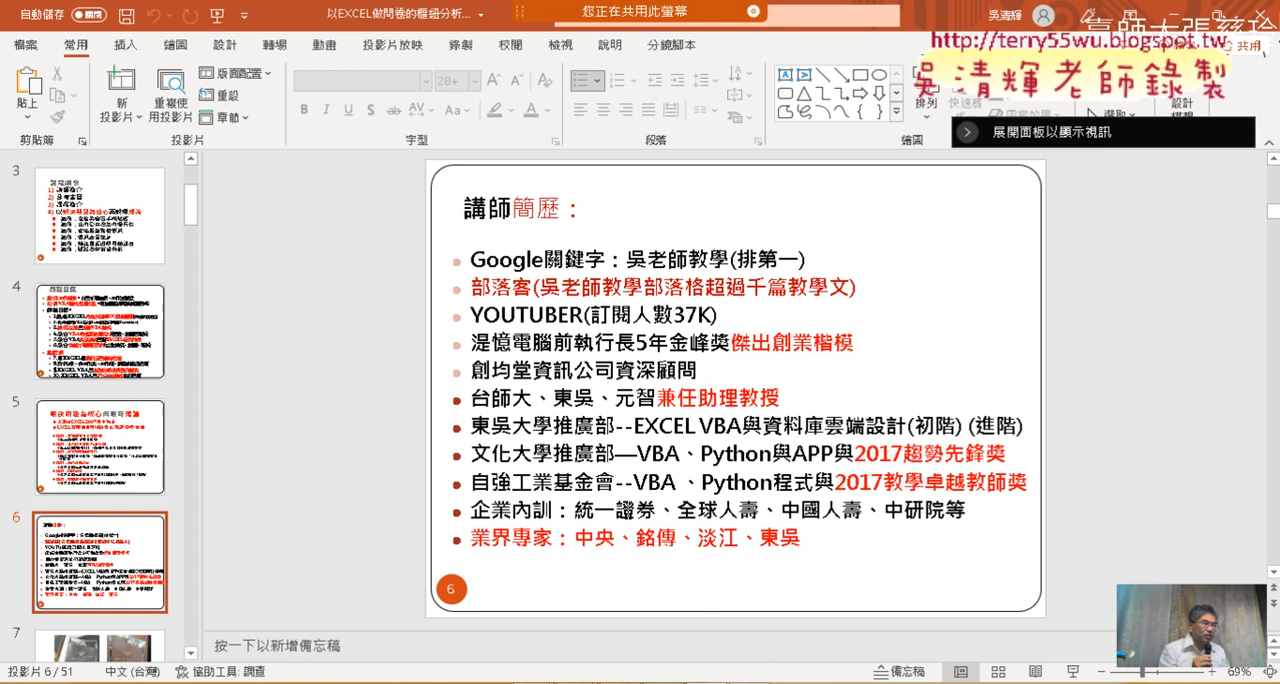 自動儲存
關閉
以EXCEL做問卷的樞紐分析...
您正在共用此螢幕
吳清輝
檔案 常用 插入 繪圖 設計 轉場 動畫 投影片放映 錄製 校閱 檢視 說明 分鏡腳本
http://terry55wu.blogspot.tw
吳清輝老師錄製
共用
貼上
新
投影片
重複使
用投影片
版面配置
重設
章節
28+
B I U S ab AV Aa A
排列
快速樣
設計
選取
剪貼簿 投影片 字型 段落 繪圖
展開面板以顯示視訊
3
4
5
6
7
講師簡歷：
Google關鍵字：吳老師教學(排第一)
部落客(吳老師教學部落格超過千篇教學文)
YOUTUBER(訂閱人數37K)
湜憶電腦前執行長5年金峰獎傑出創業楷模
創均堂資訊公司資深顧問
台師大、東吳、元智兼任助理教授
東吳大學推廣部--EXCEL VBA與資料庫雲端設計(初階) (進階)
文化大學推廣部—VBA、Python與APP與2017趨勢先鋒獎
自強工業基金會--VBA 、Python程式與2017教學卓越教師獎
企業內訓：統一證券、全球人壽、中國人壽、中研院等
業界專家：中央、銘傳、淡江、東吳
6
按一下以新增備忘稿
投影片 6 / 51 中文 (台灣) 協助工具: 調查
備忘稿
69%